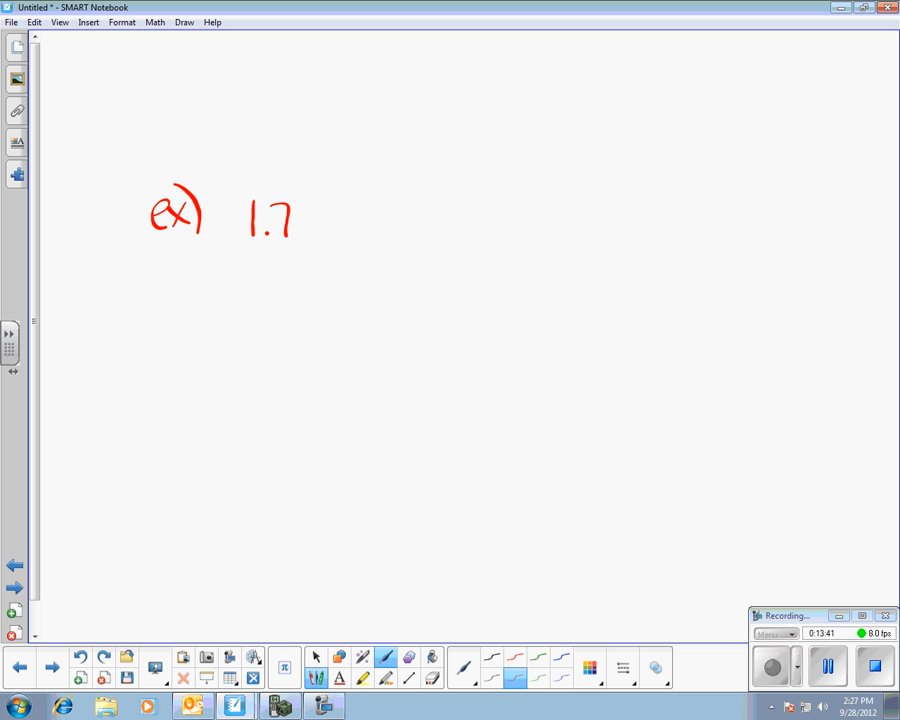 Untitled * - SMART Notebook
File Edit View Insert Format Math Draw Help
ex) 1.7
Recording...
Menu 0:13:41 8.0 fps
2:27 PM
9/28/2012